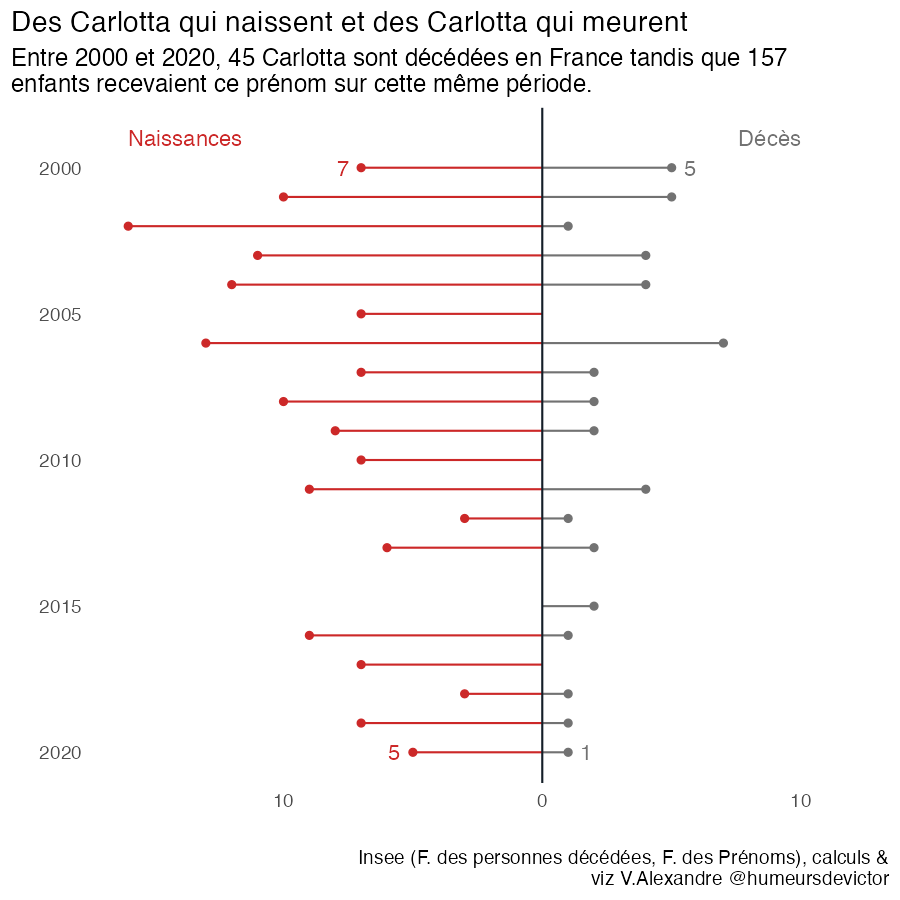 Des Carlotta qui naissent et des Carlotta qui meurent
Entre 2000 et 2020, 45 Carlotta sont décédées en France tandis que 157
enfants recevaient ce prénom sur cette même période.
Naissances
Décès
2000
7
5
2005
2010
2015
2020
5
1
10
0
10
Insee (F. des personnes décédées, F. des Prénoms), calculs &
viz V.Alexandre @humeursdevictor